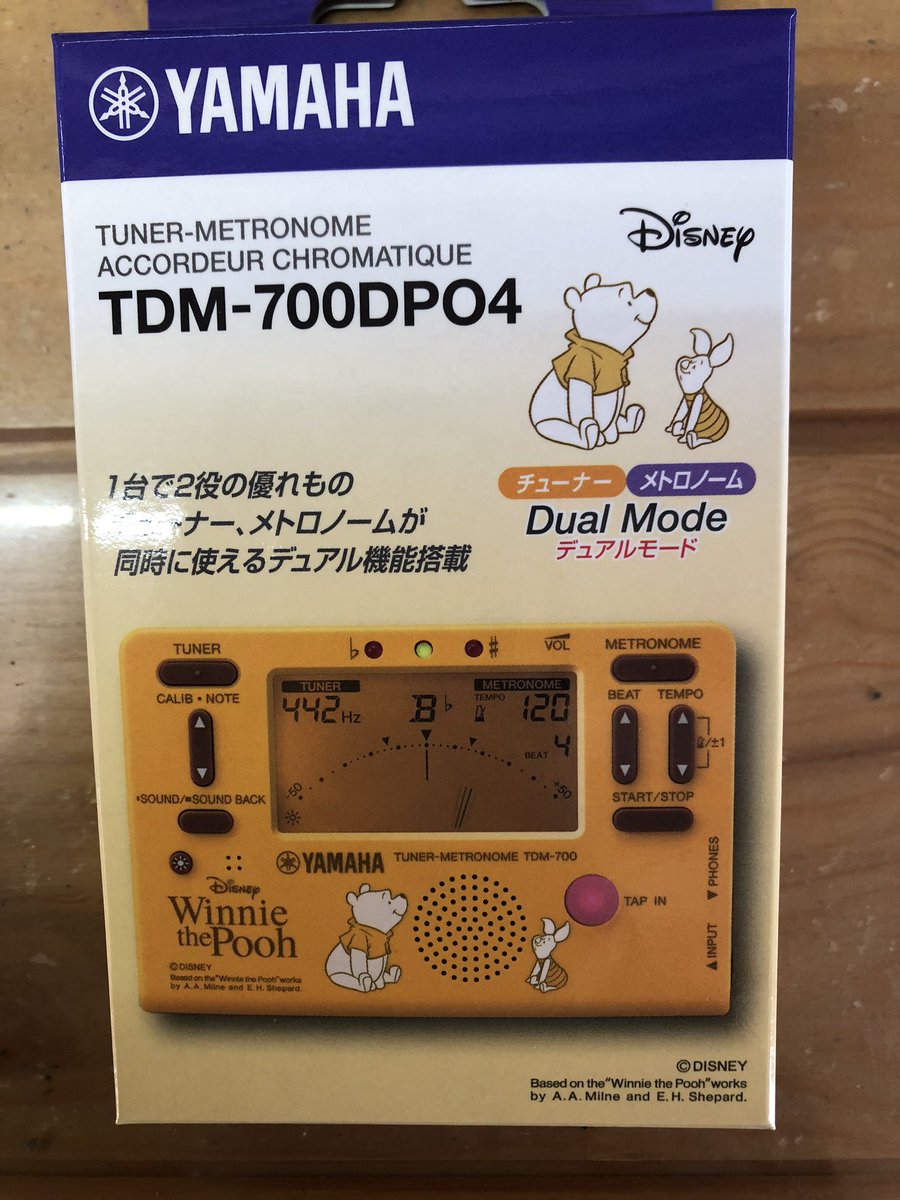 YAMAHA
TUNER-METRONOME
ACCORDEUR CHROMATIQUE
TDM-700DPO4
Disney
1台で2役の優れもの
チューナー、メトロノームが
同時に使えるデュアル機能搭載
チューナー メトロノーム
Dual Mode
デュアルモード
TUNER
♭ ♯
VOL
METRONOME
CALIB・NOTE
BEAT TEMPO
TUNER METRONOME
442 Hz B♭ TEMPO 120
BEAT 4
-50 +50
/±1
SOUND/■SOUND BACK
START/STOP
YAMAHA TUNER-METRONOME TDM-700
TAP IN
▲INPUT ▼PHONES
Disney
Winnie
the Pooh
©DISNEY
Based on the "Winnie the Pooh" works
by A.A. Milne and E.H. Shepard.
©DISNEY
Based on the "Winnie the Pooh" works
by A.A. Milne and E.H. Shepard.